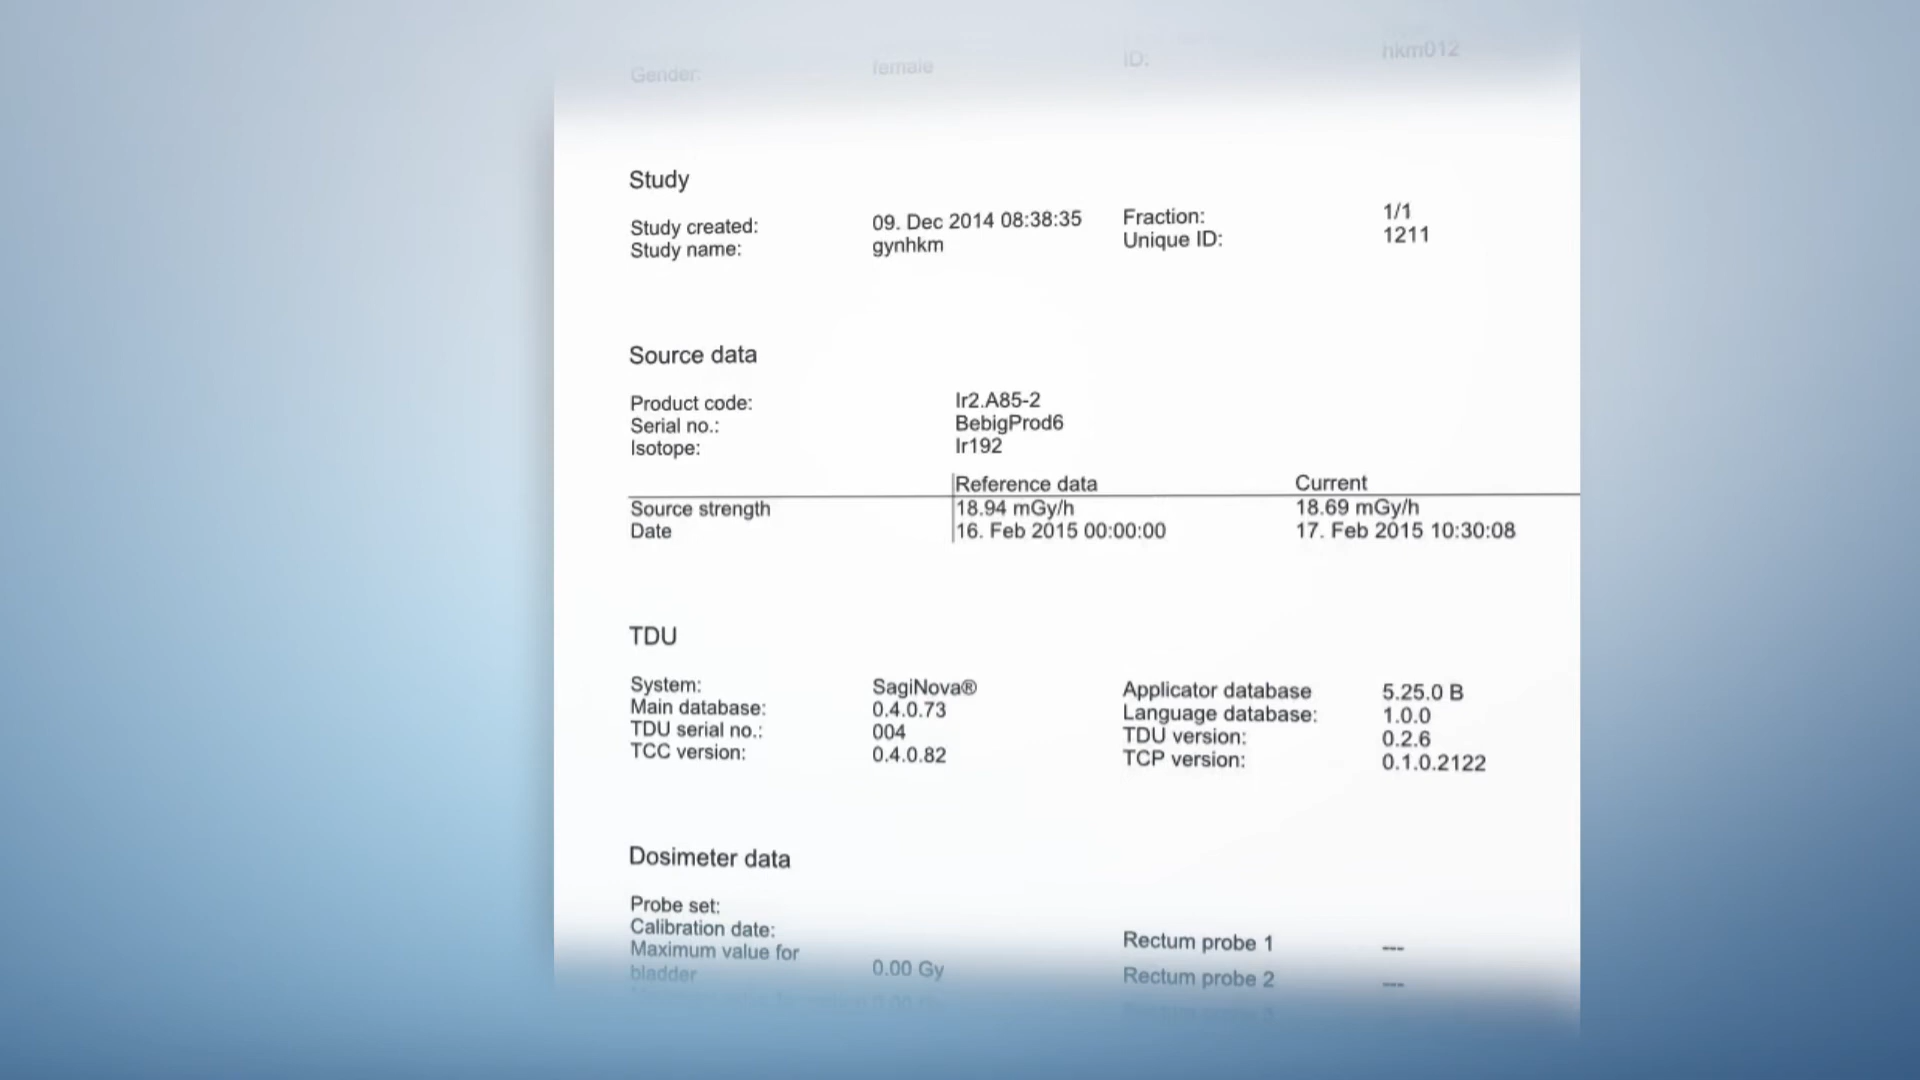 Gender: female ID: hkm012
Study
Study created: 09. Dec 2014 08:38:35 Fraction: 1/1
Study name: gynhkm Unique ID: 1211
Source data
Product code: Ir2.A85-2
Serial no.: BebigProd6
Isotope: Ir192
Reference data Current
Source strength 18.94 mGy/h 18.69 mGy/h
Date 16. Feb 2015 00:00:00 17. Feb 2015 10:30:08
TDU
System: SagiNova® Applicator database 5.25.0 B
Main database: 0.4.0.73 Language database: 1.0.0
TDU serial no.: 004 TDU version: 0.2.6
TCC version: 0.4.0.82 TCP version: 0.1.0.2122
Dosimeter data
Probe set:
Calibration date: Rectum probe 1 ---
Maximum value for
bladder 0.00 Gy Rectum probe 2 ---